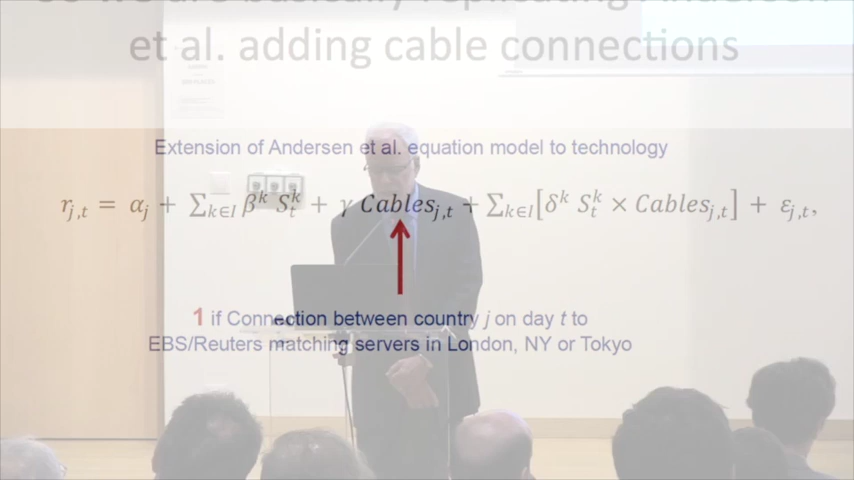 et al. adding cable connections
Extension of Andersen et al. equation model to technology
r_{j,t} = α_j + ∑_{k∈I} β^k S_t^k + γ Cables_{j,t} + ∑_{k∈I}[δ^k S_t^k × Cables_{j,t}] + ε_{j,t},
1 if Connection between country j on day t to
EBS/Reuters matching servers in London, NY or Tokyo